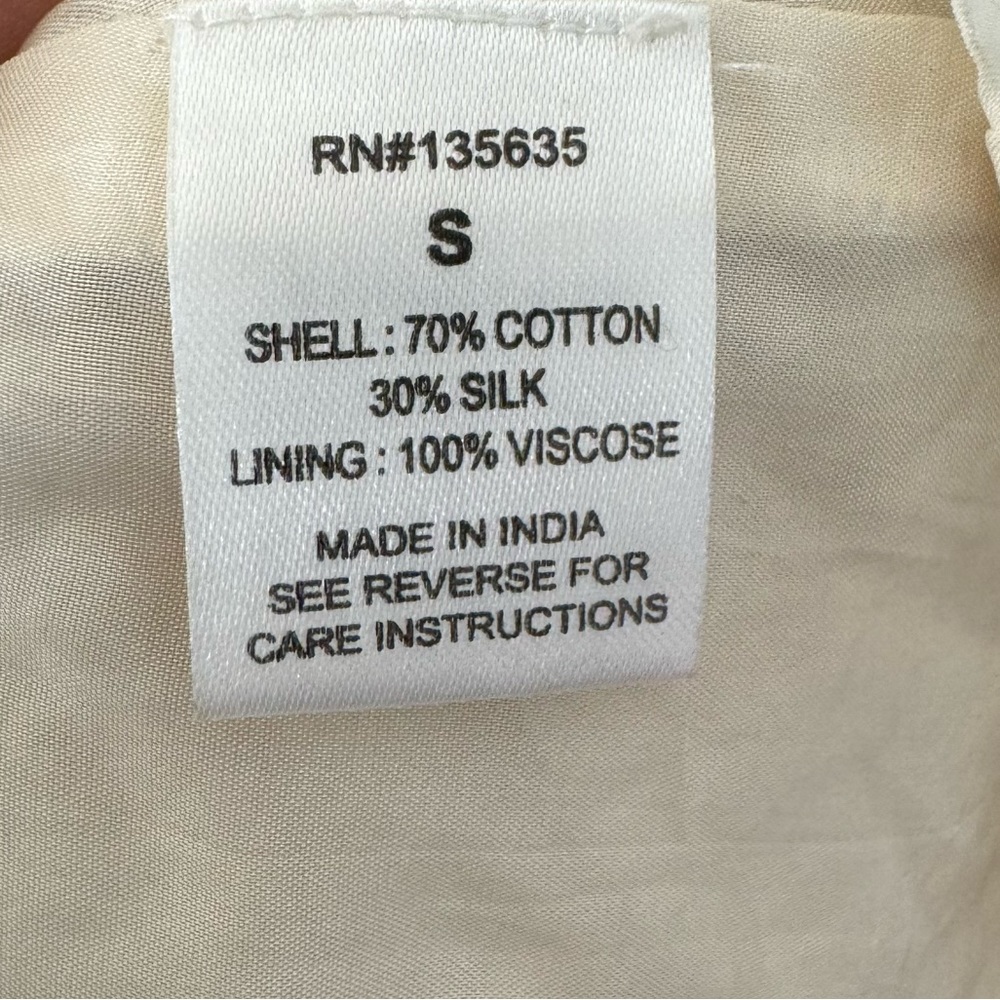 RN#135635
S
SHELL : 70% COTTON
30% SILK
LINING : 100% VISCOSE
MADE IN INDIA
SEE REVERSE FOR
CARE INSTRUCTIONS